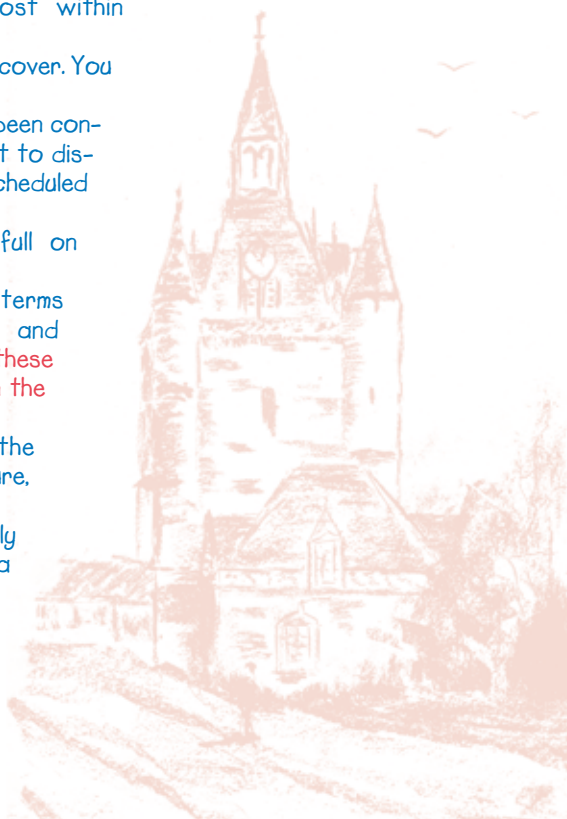 ost within
cover. You
been con-
t to dis-
cheduled
full on
terms
and
these
the
the
re,
ly
a